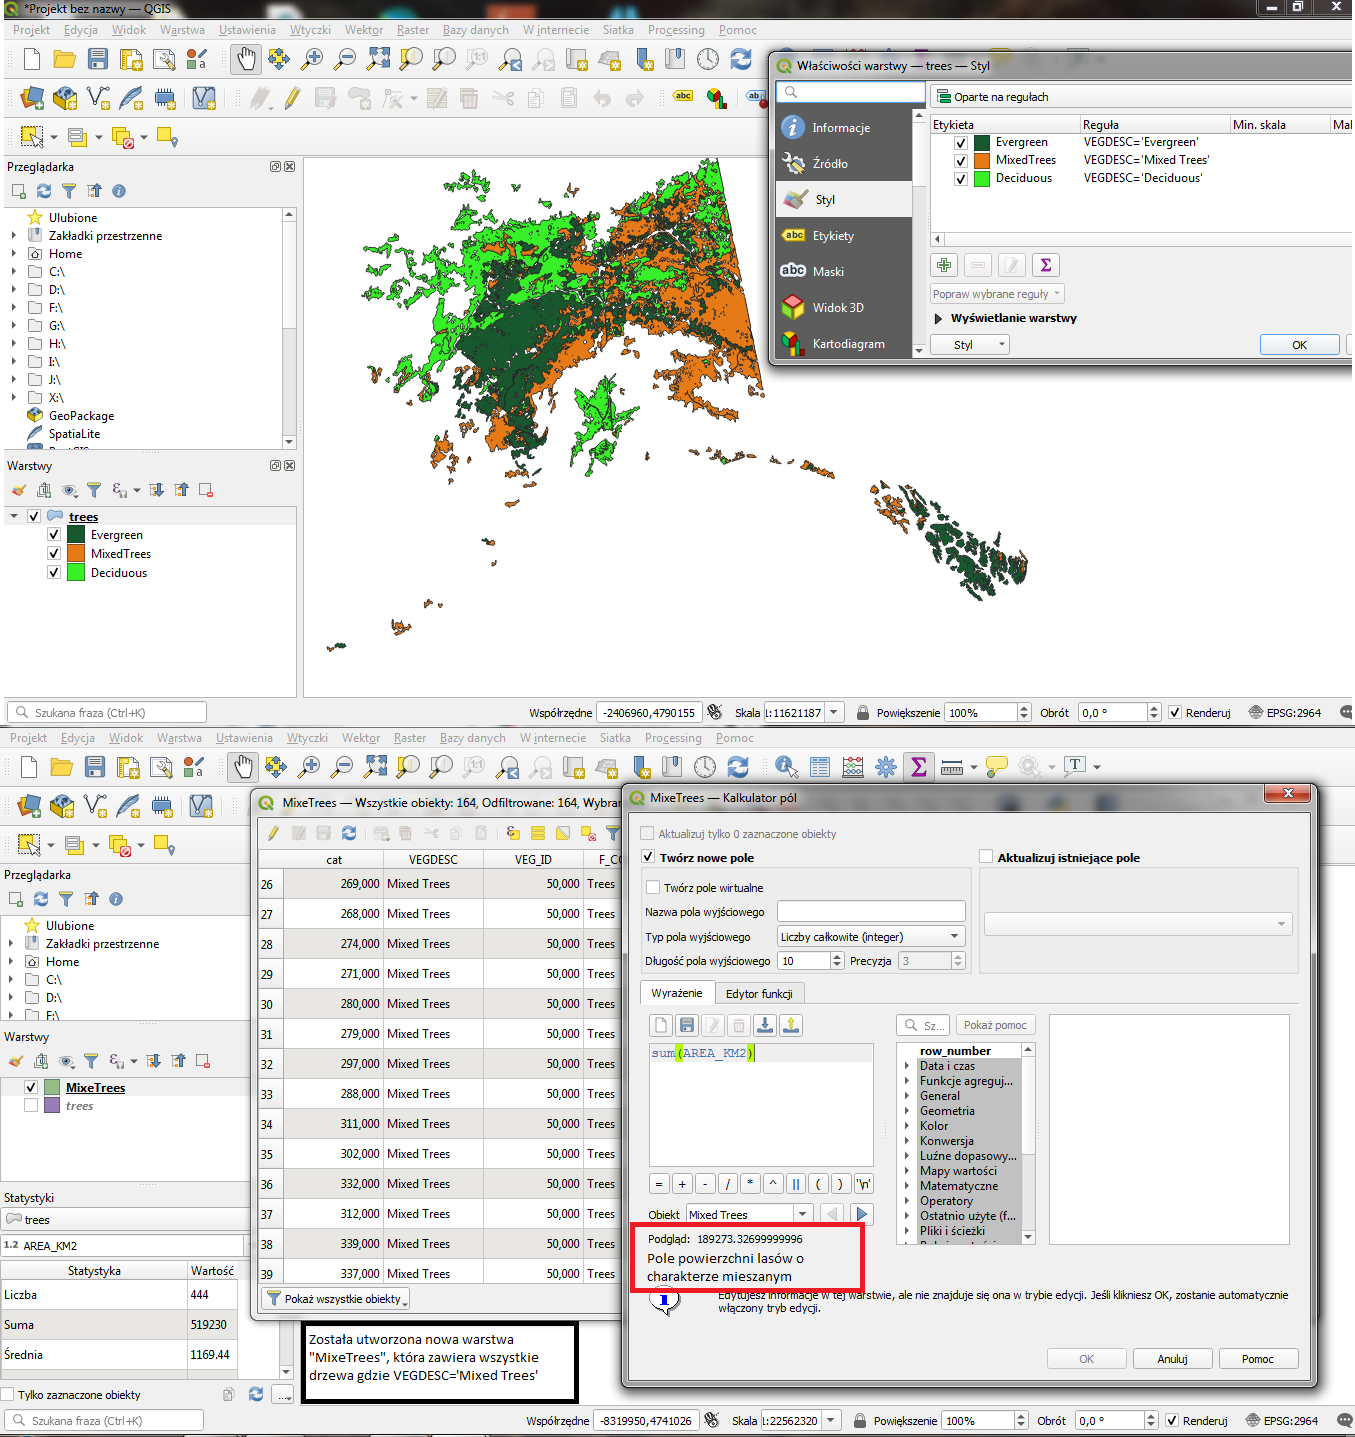 *Projekt bez nazwy — QGIS
Projekt Edycja Widok Warstwa Ustawienia Wtyczki Wektor Raster Bazy danych W internecie Siatka Processing Pomoc
Właściwości warstwy — trees — Styl
Informacje
Źródło
Styl
Etykiety
Maski
Widok 3D
Kartodiagram
Oparte na regułach
Etykieta Reguła Min. skala
Evergreen VEGDESC='Evergreen'
MixedTrees VEGDESC='Mixed Trees'
Deciduous VEGDESC='Deciduous'
Popraw wybrane reguły
Wyświetlanie warstwy
Styl OK
Przeglądarka
Ulubione
Zakładki przestrzenne
Home
C:\
D:\
F:\
G:\
H:\
I:\
J:\
X:\
GeoPackage
SpatiaLite
Warstwy
trees
Evergreen
MixedTrees
Deciduous
Szukana fraza (Ctrl+K)
Współrzędne -2406960,4790155 Skala 1:11621187 Powiększenie 100% Obrót 0,0 ° Renderuj EPSG:2964
Projekt Edycja Widok Warstwa Ustawienia Wtyczki Wektor Raster Bazy danych W internecie Siatka Processing Pomoc
Przeglądarka
Ulubione
Zakładki przestrzenne
Home
C:\
D:\
F:\
Warstwy
MixeTrees
trees
Statystyki
trees
1.2 AREA_KM2
Statystyka Wartość
Liczba 444
Suma 519230
Średnia 1169.44
Tylko zaznaczone obiekty
MixeTrees — Wszystkie obiekty: 164, Odfiltrowane: 164,
cat VEGDESC VEG_ID
26 269,000 Mixed Trees 50,000 Trees
27 268,000 Mixed Trees 50,000 Trees
28 274,000 Mixed Trees 50,000 Trees
29 271,000 Mixed Trees 50,000 Trees
30 280,000 Mixed Trees 50,000 Trees
31 279,000 Mixed Trees 50,000 Trees
32 297,000 Mixed Trees 50,000 Trees
33 288,000 Mixed Trees 50,000 Trees
34 311,000 Mixed Trees 50,000 Trees
35 302,000 Mixed Trees 50,000 Trees
36 332,000 Mixed Trees 50,000 Trees
37 312,000 Mixed Trees 50,000 Trees
38 339,000 Mixed Trees 50,000 Trees
39 337,000 Mixed Trees 50,000 Trees
Pokaż wszystkie obiekty
Została utworzona nowa warstwa
"MixeTrees", która zawiera wszystkie
drzewa gdzie VEGDESC='Mixed Trees'
MixeTrees — Kalkulator pól
Aktualizuj tylko 0 zaznaczone obiekty
Twórz nowe pole
Aktualizuj istniejące pole
Twórz pole wirtualne
Nazwa pola wyjściowego
Typ pola wyjściowego Liczby całkowite (integer)
Długość pola wyjściowego 10 Precyzja 3
Wyrażenie Edytor funkcji
sum(AREA_KM2)
= + - / * ^ || ( ) '\n'
Sz... Pokaż pomoc
row_number
Data i czas
Funkcje agreguj...
General
Geometria
Kolor
Konwersja
Luźne dopasowy...
Mapy wartości
Matematyczne
Operatory
Ostatnio użyte (f...
Pliki i ścieżki
Obiekt Mixed Trees
Podgląd: 189273.32699999996
Pole powierzchni lasów o
charakterze mieszanym
Edytujesz informacje w tej warstwie, ale nie znajduje się ona w trybie edycji. Jeśli klikniesz OK, zostanie automatycznie
włączony tryb edycji.
OK Anuluj Pomoc
Szukana fraza (Ctrl+K)
Współrzędne -8319950,4741026 Skala 1:22562320 Powiększenie 100% Obrót 0,0 ° Renderuj EPSG:2964